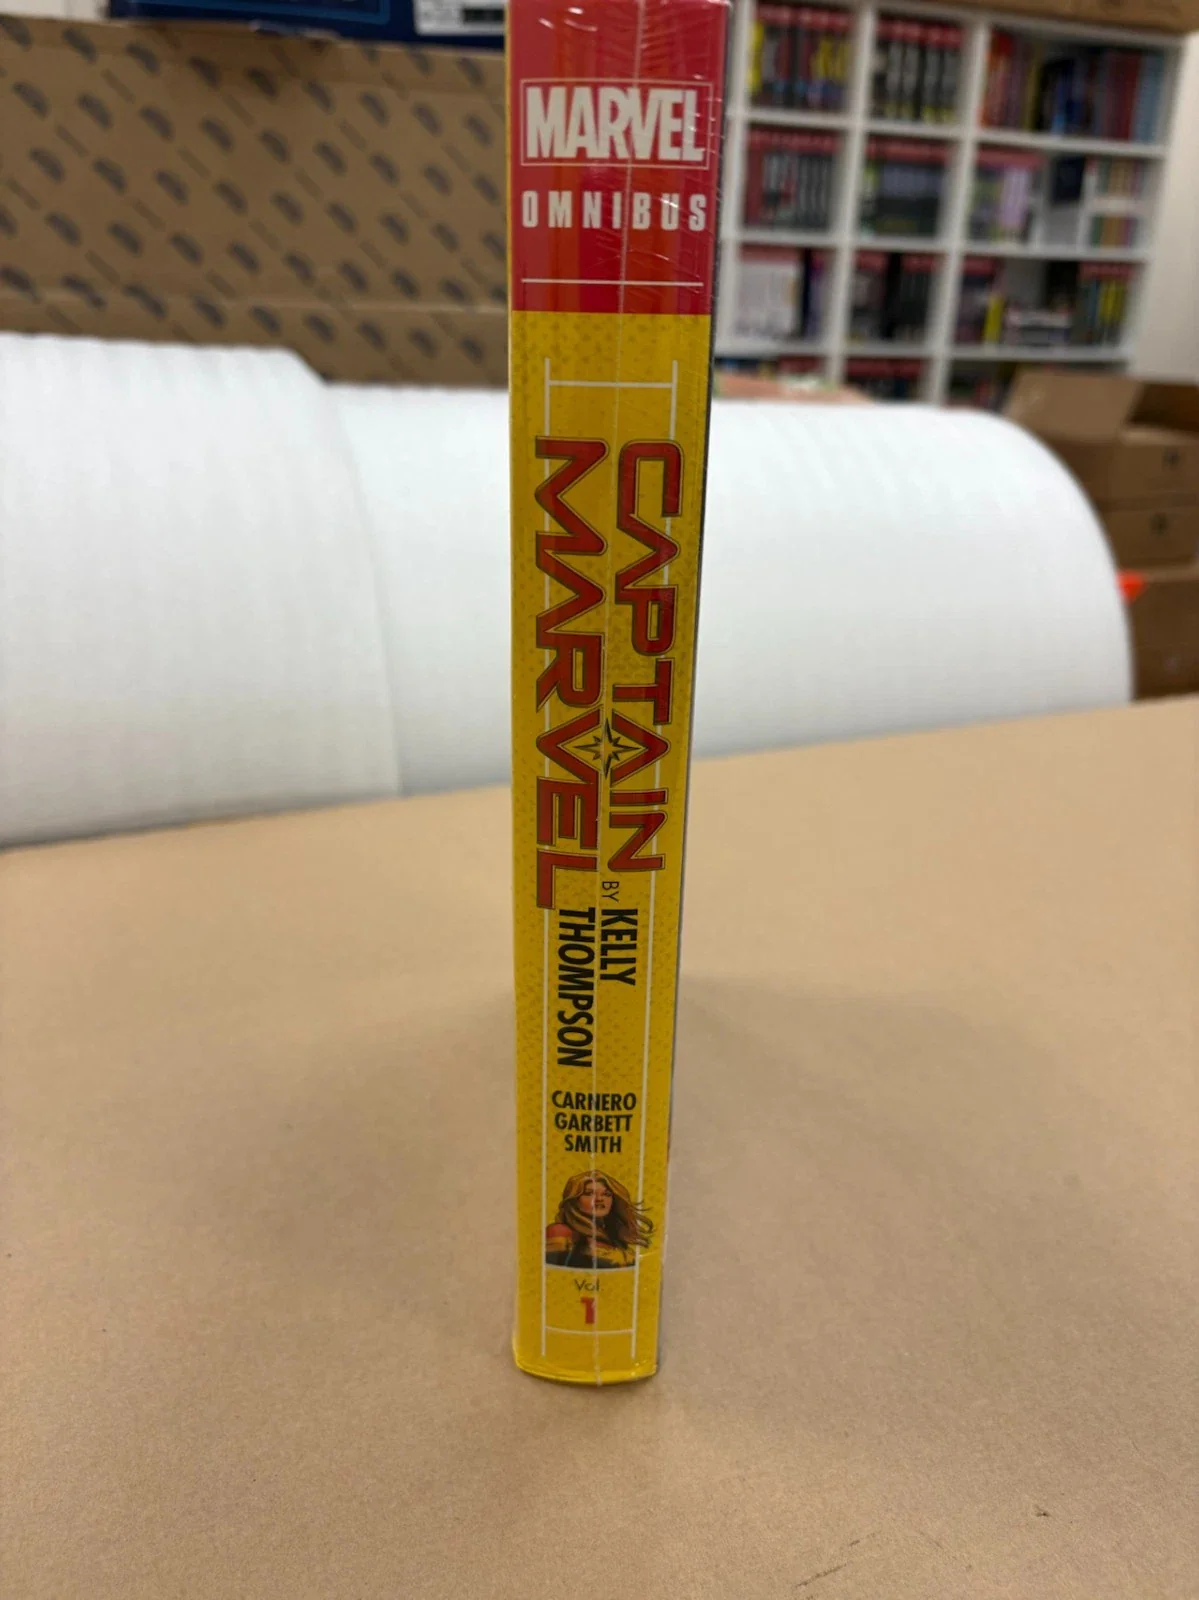 MARVEL
OMNIBUS
CAPTAIN
MARVEL
BY KELLY
THOMPSON
CARNERO
GARBETT
SMITH
Vol.
1